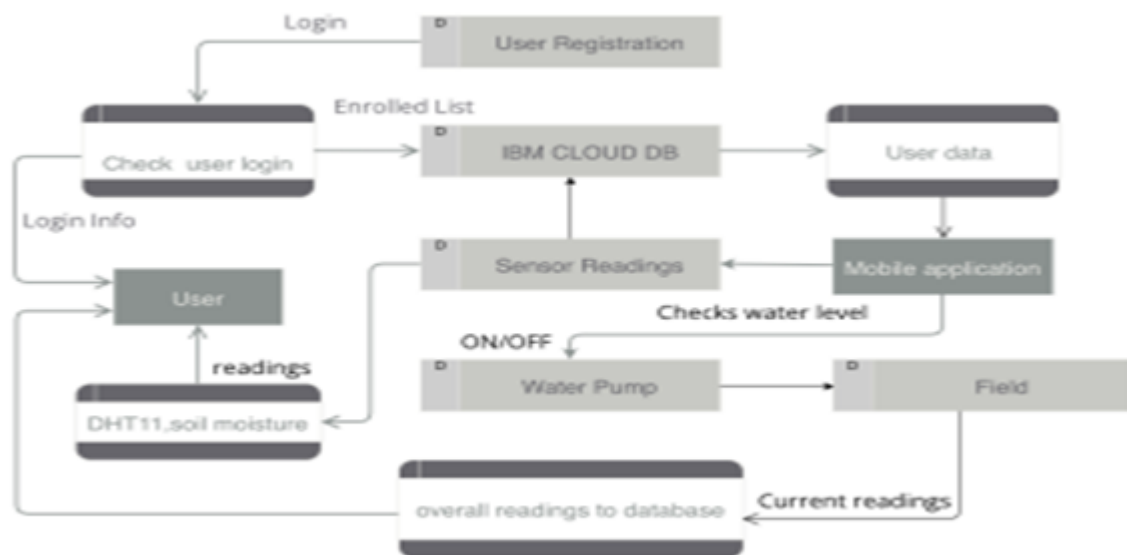 Login
D
User Registration
Enrolled List
Check user login
D
IBM CLOUD DB
User data
Login Info
D
Sensor Readings
Mobile application
User
Checks water level
ON/OFF
readings
D
Water Pump
D
Field
DHT11,soil moisture
overall readings to database
Current readings